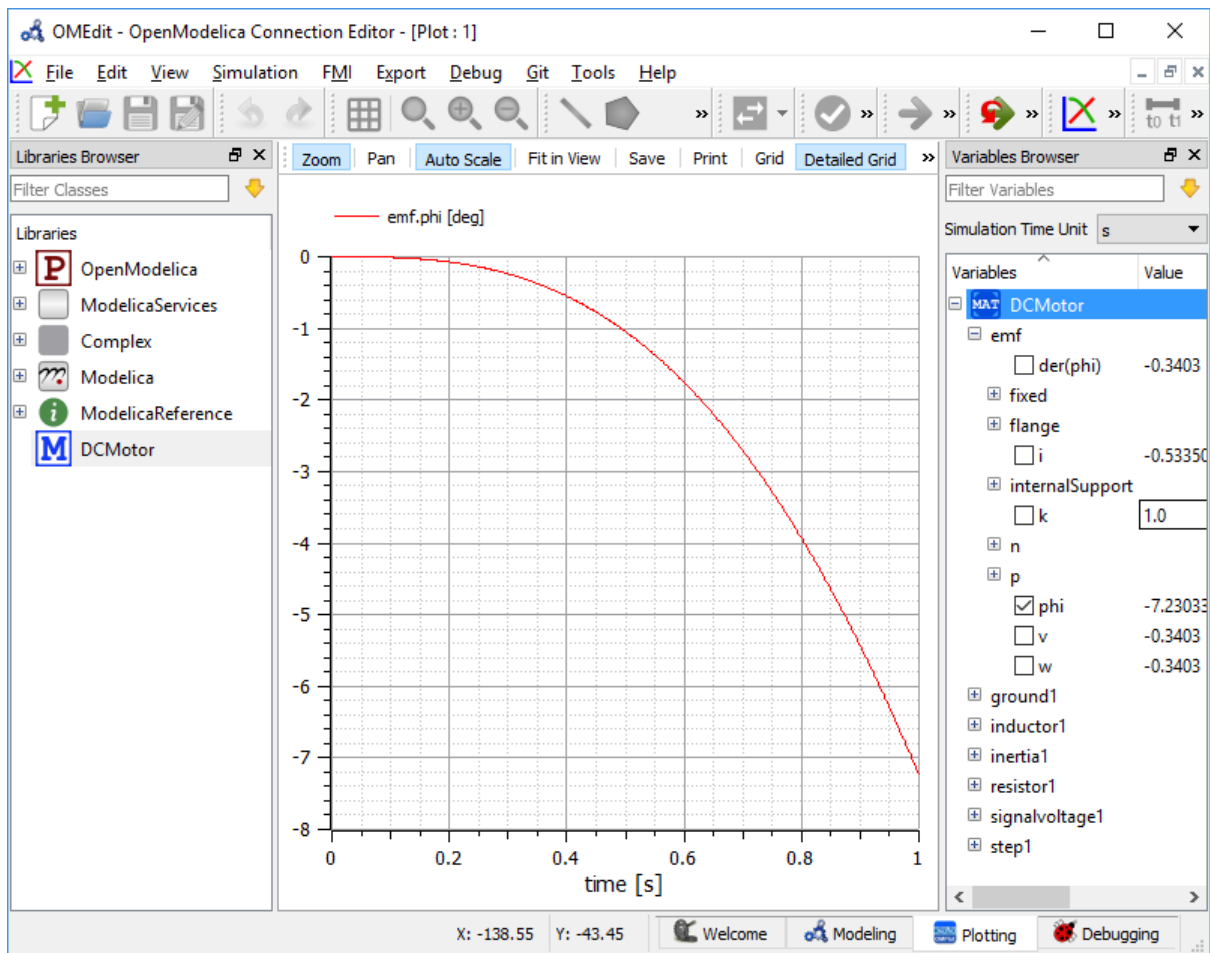 OMEdit - OpenModelica Connection Editor - [Plot : 1]
File Edit View Simulation FMI Export Debug Git Tools Help
t0 t1
Libraries Browser
Filter Classes
Libraries
P OpenModelica
ModelicaServices
Complex
m Modelica
i ModelicaReference
M DCMotor
Zoom Pan Auto Scale Fit in View Save Print Grid Detailed Grid »
emf.phi [deg]
0
-1
-2
-3
-4
-5
-6
-7
-8
0 0.2 0.4 0.6 0.8 1
time [s]
Variables Browser
Filter Variables
Simulation Time Unit s
Variables Value
MAT DCMotor
emf
der(phi) -0.3403
fixed
flange
i -0.53350
internalSupport
k 1.0
n
p
phi -7.23033
v -0.3403
w -0.3403
ground1
inductor1
inertia1
resistor1
signalvoltage1
step1
X: -138.55 Y: -43.45 Welcome Modeling Plotting Debugging